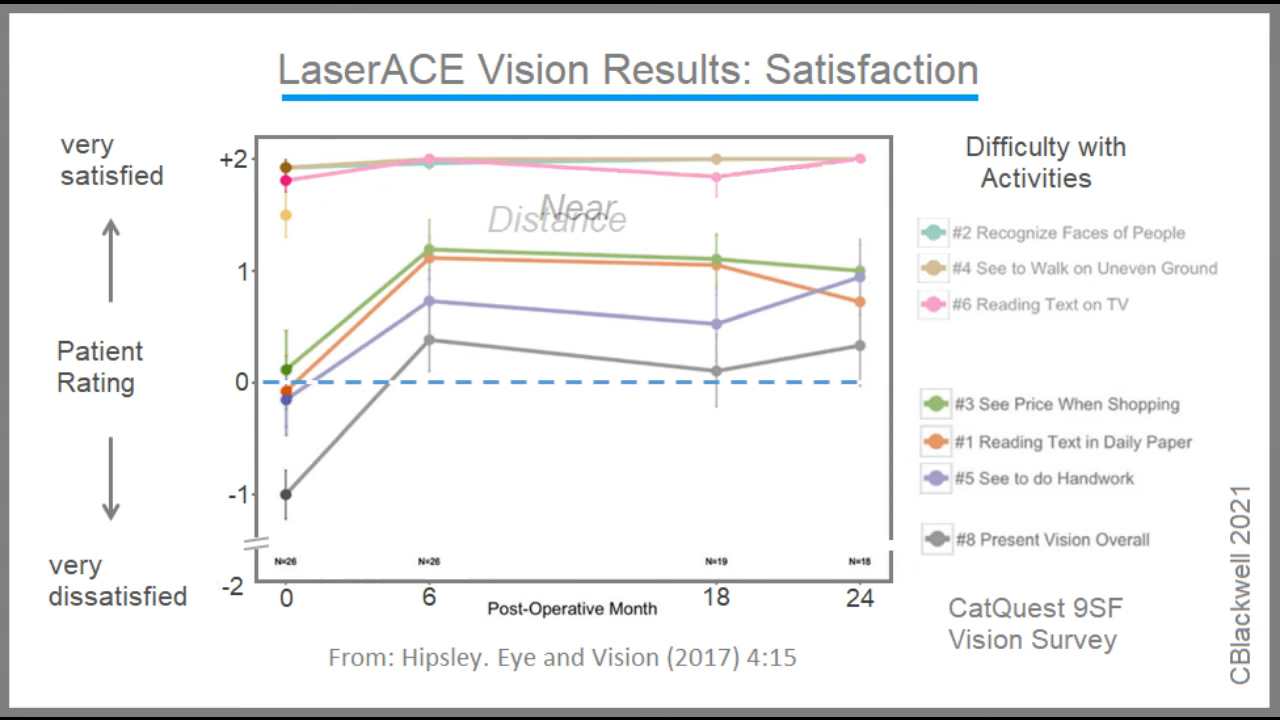 LaserACE Vision Results: Satisfaction
very
satisfied
Patient
Rating
very
dissatisfied
+2
1
0
-1
-2
Near
Distance
N=26
N=26
N=19
N=18
0
6
18
24
Post-Operative Month
From: Hipsley. Eye and Vision (2017) 4:15
Difficulty with
Activities
#2 Recognize Faces of People
#4 See to Walk on Uneven Ground
#6 Reading Text on TV
#3 See Price When Shopping
#1 Reading Text in Daily Paper
#5 See to do Handwork
#8 Present Vision Overall
CatQuest 9SF
Vision Survey
CBlackwell 2021